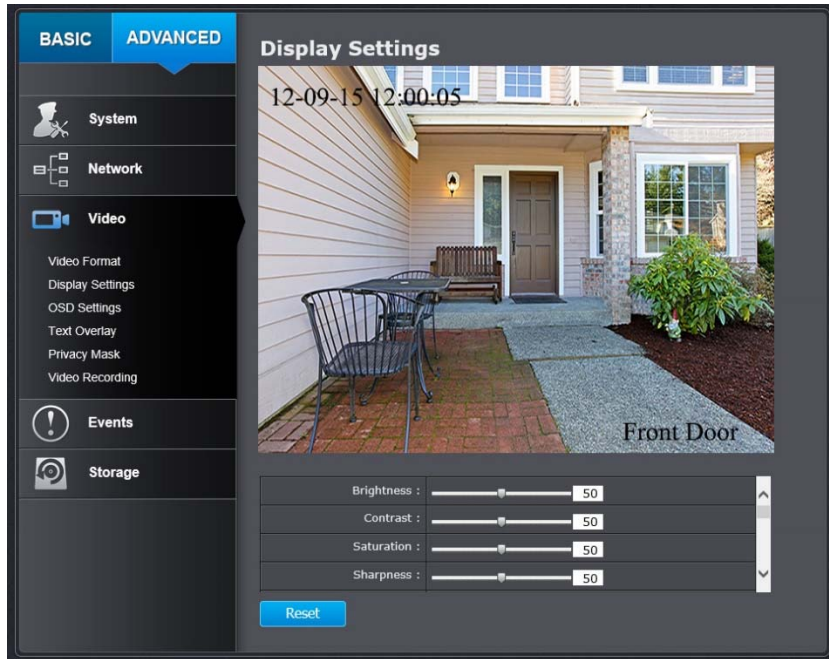 BASIC
ADVANCED
Display Settings
12-09-15 12:00:05
System
Network
Video
Video Format
Display Settings
OSD Settings
Text Overlay
Privacy Mask
Video Recording
Events
Storage
Front Door
Brightness : 50
Contrast : 50
Saturation : 50
Sharpness : 50
Reset